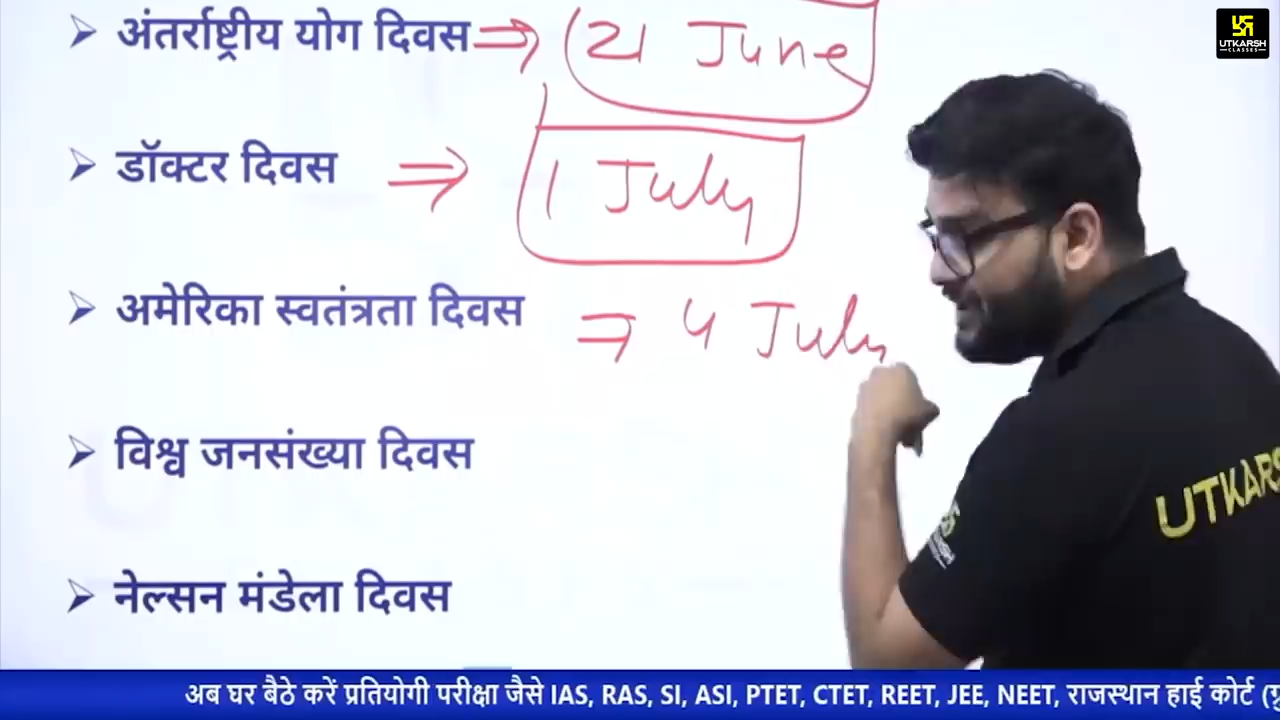 अंतर्राष्ट्रीय योग दिवस ⇒ 21 June
डॉक्टर दिवस ⇒ 1 July
अमेरिका स्वतंत्रता दिवस ⇒ 4 July
विश्व जनसंख्या दिवस
नेल्सन मंडेला दिवस
UTKARSH
CLASSES
UTKARS
अब घर बैठे करें प्रतियोगी परीक्षा जैसे IAS, RAS, SI, ASI, PTET, CTET, REET, JEE, NEET, राजस्थान हाई कोर्ट